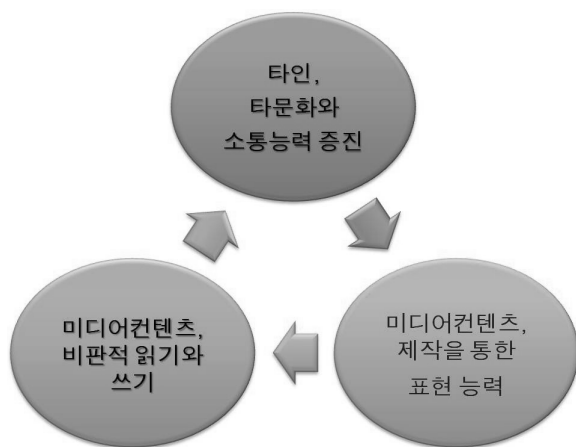 타인,
타문화와
소통능력 증진
미디어컨텐츠,
비판적 읽기와
쓰기
미디어컨텐츠,
제작을 통한
표현 능력